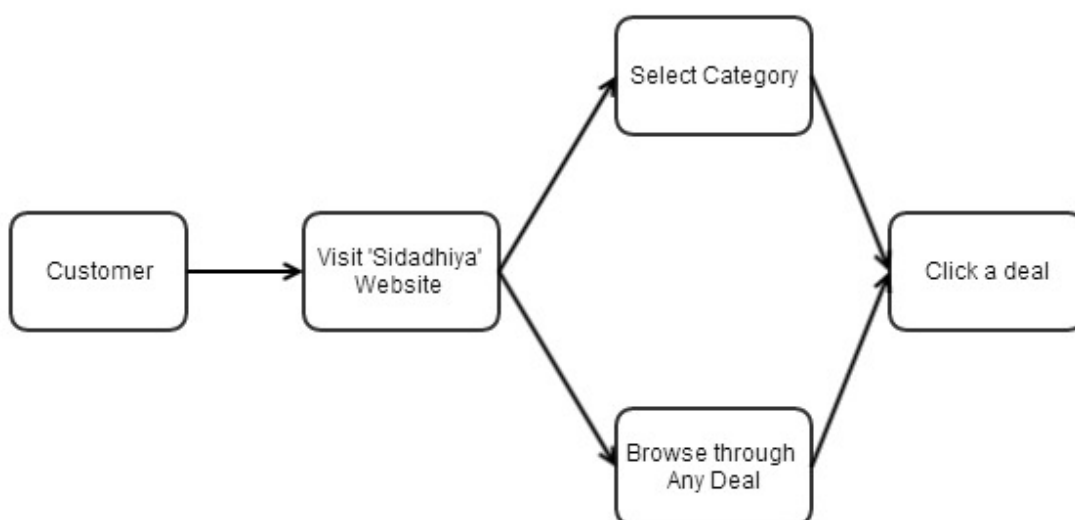 Select Category
Customer
Visit 'Sidadhiya'
Website
Click a deal
Browse through
Any Deal